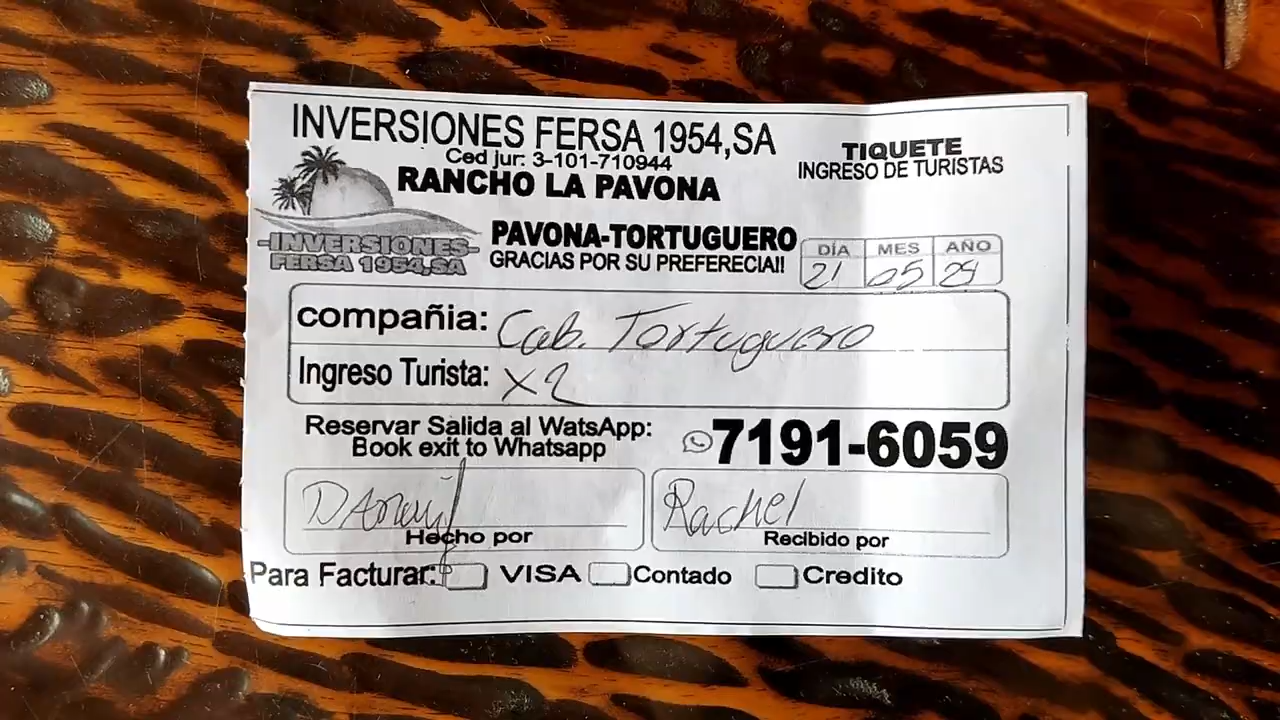 INVERSIONES FERSA 1954,SA
Ced jur: 3-101-710944
RANCHO LA PAVONA
TIQUETE
INGRESO DE TURISTAS
-INVERSIONES-
FERSA 1954,SA
PAVONA-TORTUGUERO
GRACIAS POR SU PREFERECIA!!
DÍA MES AÑO
21 05 24
compañia: Cab. Tortuguero
Ingreso Turista: X2
Reservar Salida al WatsApp:
Book exit to Whatsapp
7191-6059
Rachel
Hecho por
Recibido por
Para Facturar: VISA Contado Credito